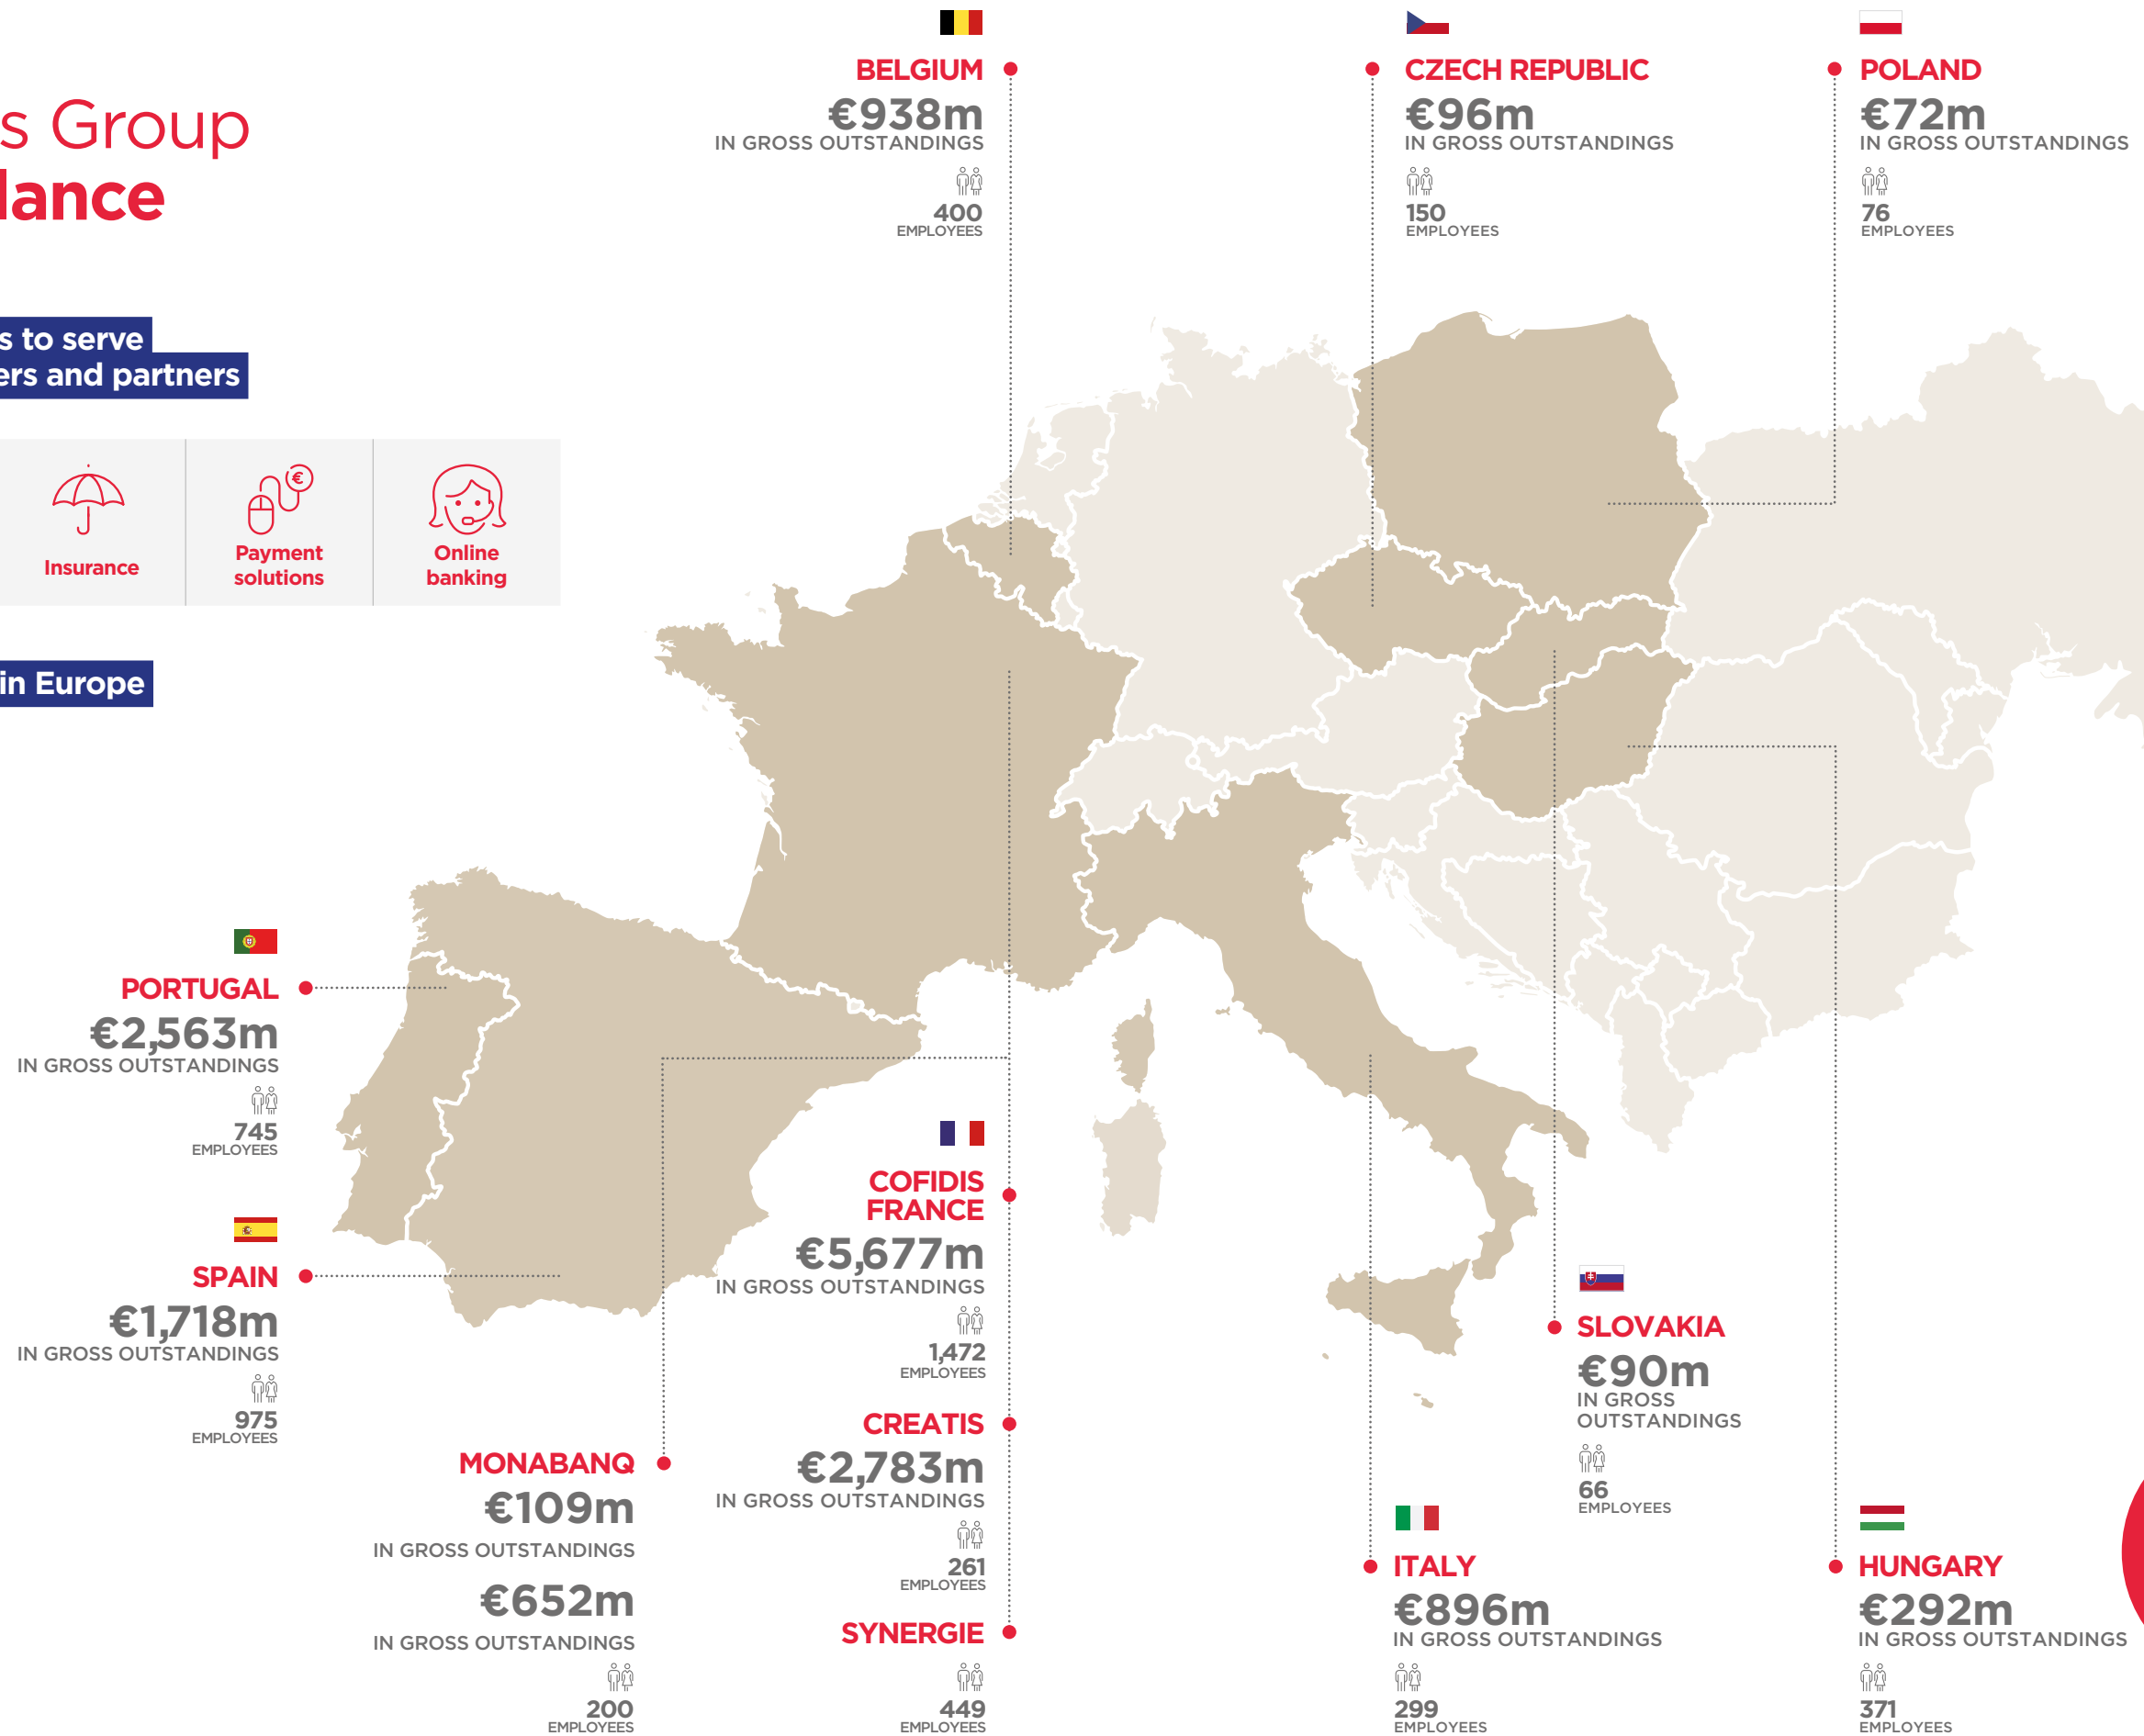 s Group
lance
s to serve
ers and partners
Insurance
Payment
solutions
Online
banking
in Europe
BELGIUM
€938m
IN GROSS OUTSTANDINGS
400
EMPLOYEES
CZECH REPUBLIC
€96m
IN GROSS OUTSTANDINGS
150
EMPLOYEES
POLAND
€72m
IN GROSS OUTSTANDINGS
76
EMPLOYEES
PORTUGAL
€2,563m
IN GROSS OUTSTANDINGS
745
EMPLOYEES
SPAIN
€1,718m
IN GROSS OUTSTANDINGS
975
EMPLOYEES
MONABANQ
€109m
IN GROSS OUTSTANDINGS
€652m
IN GROSS OUTSTANDINGS
200
EMPLOYEES
COFIDIS
FRANCE
€5,677m
IN GROSS OUTSTANDINGS
1,472
EMPLOYEES
CREATIS
€2,783m
IN GROSS OUTSTANDINGS
261
EMPLOYEES
SYNERGIE
449
EMPLOYEES
ITALY
€896m
IN GROSS OUTSTANDINGS
299
EMPLOYEES
SLOVAKIA
€90m
IN GROSS
OUTSTANDINGS
66
EMPLOYEES
HUNGARY
€292m
IN GROSS OUTSTANDINGS
371
EMPLOYEES